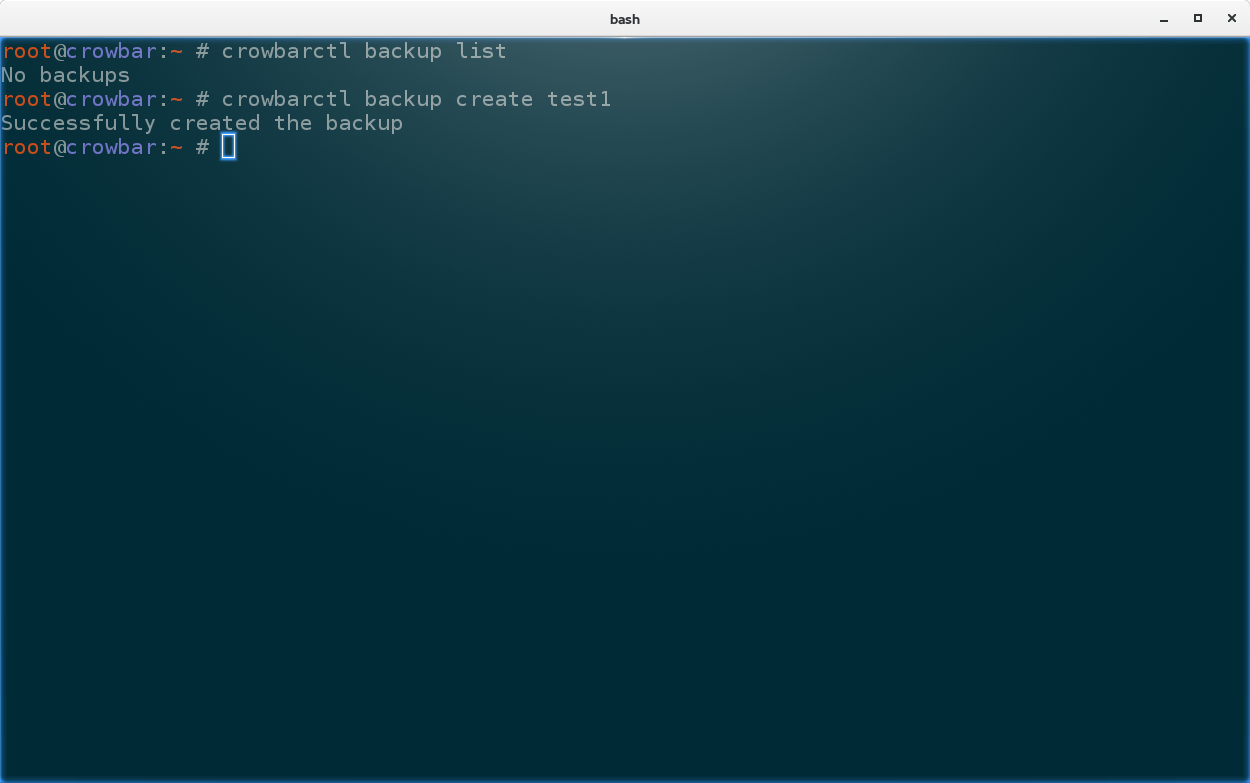 bash
root@crowbar:~ # crowbarctl backup list
No backups
root@crowbar:~ # crowbarctl backup create test1
Successfully created the backup
root@crowbar:~ #